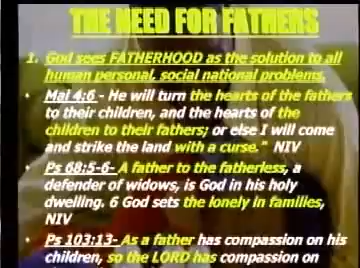 THE NEED FOR FATHERS
1. God sees FATHERHOOD as the solution to all
human personal, social national problems.
• Mal 4:6 - He will turn the hearts of the fathers
to their children, and the hearts of the
children to their fathers; or else I will come
and strike the land with a curse." NIV
• Ps 68:5-6- A father to the fatherless, a
defender of widows, is God in his holy
dwelling. 6 God sets the lonely in families,
NIV
• Ps 103:13- As a father has compassion on
his children, so the LORD has compassion on